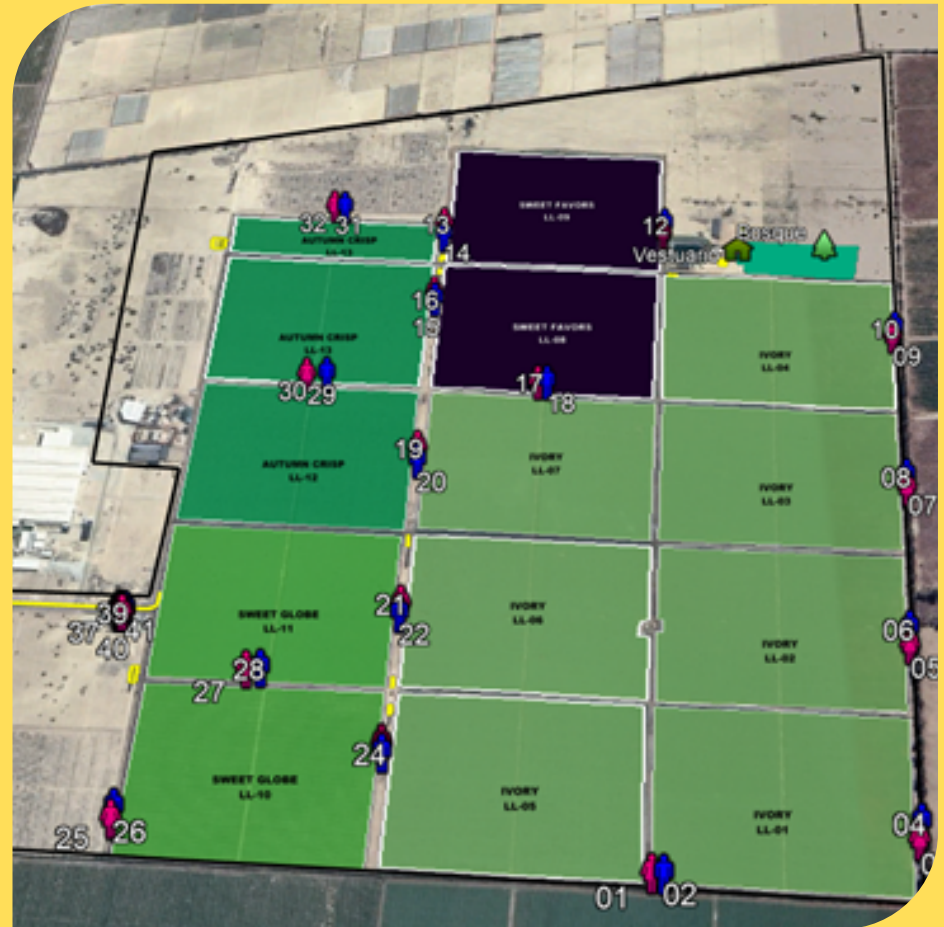 SWEET FAVORS
LL-09
32 31
13
12
AUTUMN CRISP
14
Vestuario
Bosque
16
15
SWEET FAVORS
LL-08
AUTUMN CRISP
LL-13
10
IVORY
LL-04
09
30 29
17
18
19
20
AUTUMN CRISP
LL-12
IVORY
LL-07
08
IVORY
LL-03
07
39
37
41
40
21
22
SWEET GLOBE
LL-11
IVORY
LL-06
06
IVORY
LL-02
05
28
27
24
SWEET GLOBE
LL-10
IVORY
LL-05
IVORY
LL-01
04
25
26
01
02